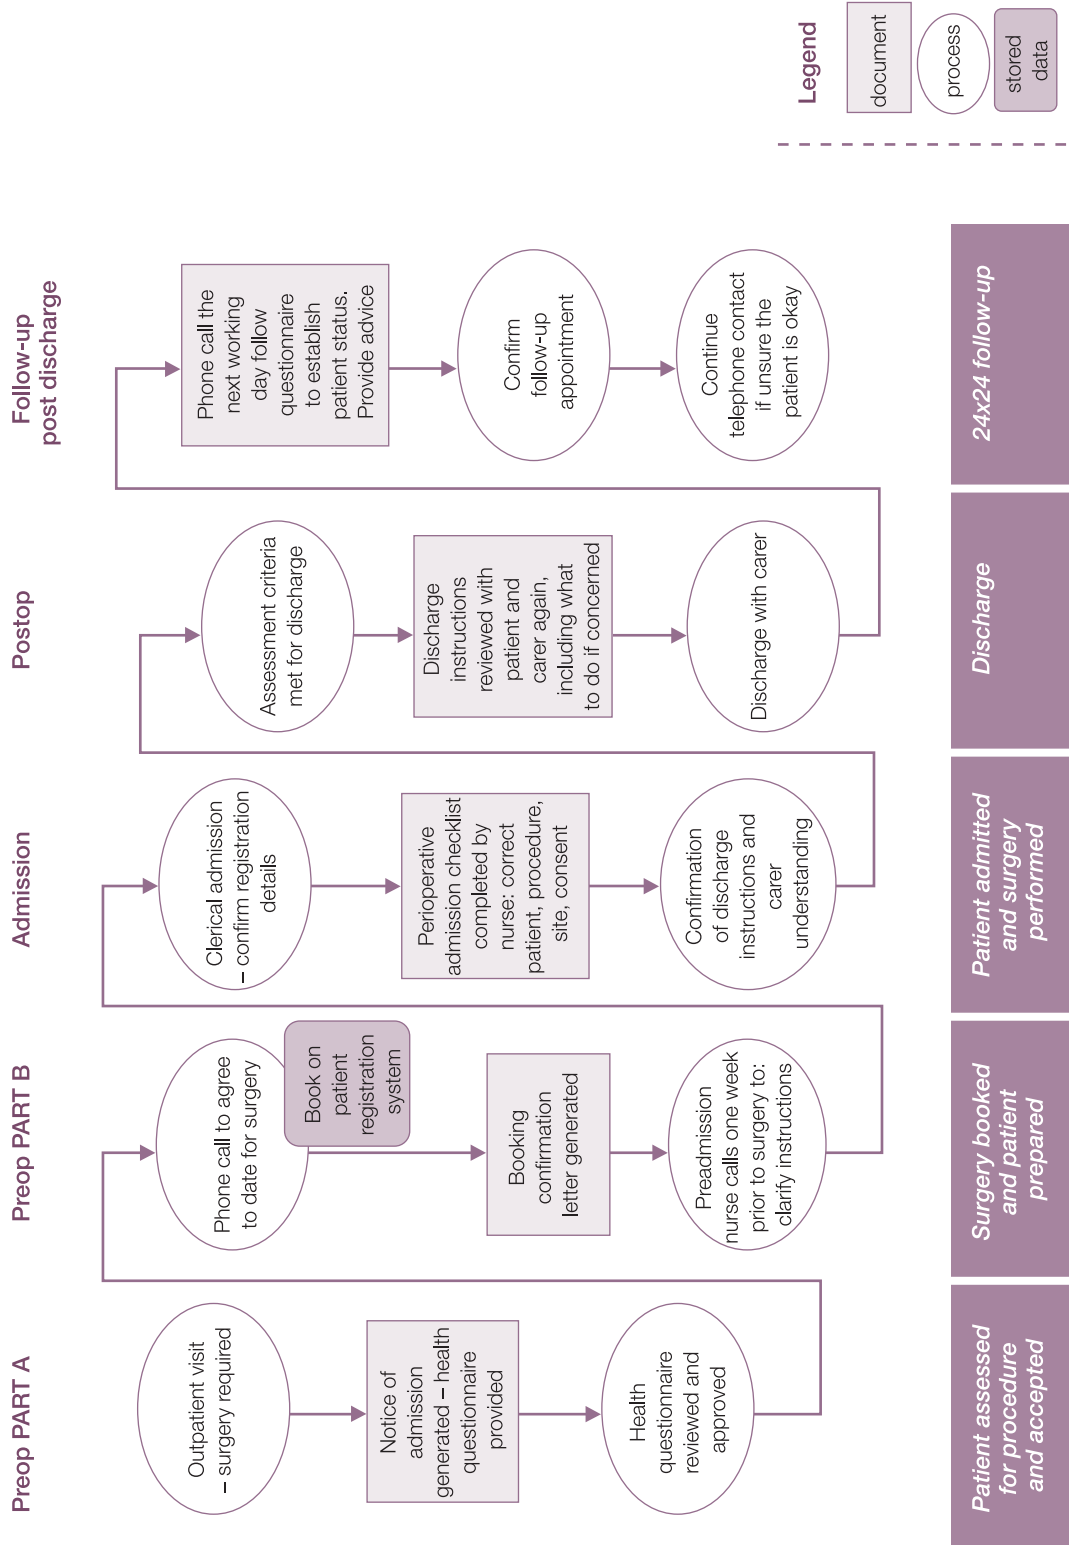 Preop PART A
Outpatient visit
– surgery required
Notice of
admission
generated – health
questionnaire
provided
Health
questionnaire
reviewed and
approved
Patient assessed
for procedure
and accepted
Preop PART B
Phone call to agree
to date for surgery
Book on
patient
registration
system
Booking
confirmation
letter generated
Preadmission
nurse calls one week
prior to surgery to:
clarify instructions
Surgery booked
and patient
prepared
Admission
Clerical admission
– confirm registration
details
Perioperative
admission checklist
completed by
nurse: correct
patient, procedure,
site, consent
Confirmation
of discharge
instructions and
carer
understanding
Patient admitted
and surgery
performed
Postop
Assessment criteria
met for discharge
Discharge
instructions
reviewed with
patient and
carer again,
including what
to do if concerned
Discharge with carer
Discharge
Follow-up
post discharge
Phone call the
next working
day follow
questionnaire
to establish
patient status.
Provide advice
Confirm
follow-up
appointment
Continue
telephone contact
if unsure the
patient is okay
24x24 follow-up
Legend
document
process
stored
data